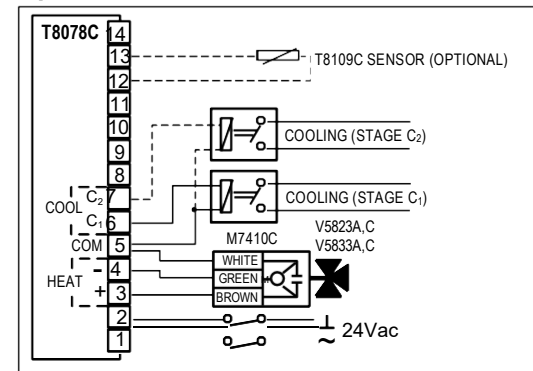 T8078C
14
13
T8109C SENSOR (OPTIONAL)
12
11
10
COOLING (STAGE C₂)
9
8
C₂ 7
COOL
COOLING (STAGE C₁)
C₁ 6
V5823A,C
V5833A,C
M7410C
COM 5
WHITE
- 4
GREEN
HEAT
+ 3
BROWN
2
24Vac
~
1